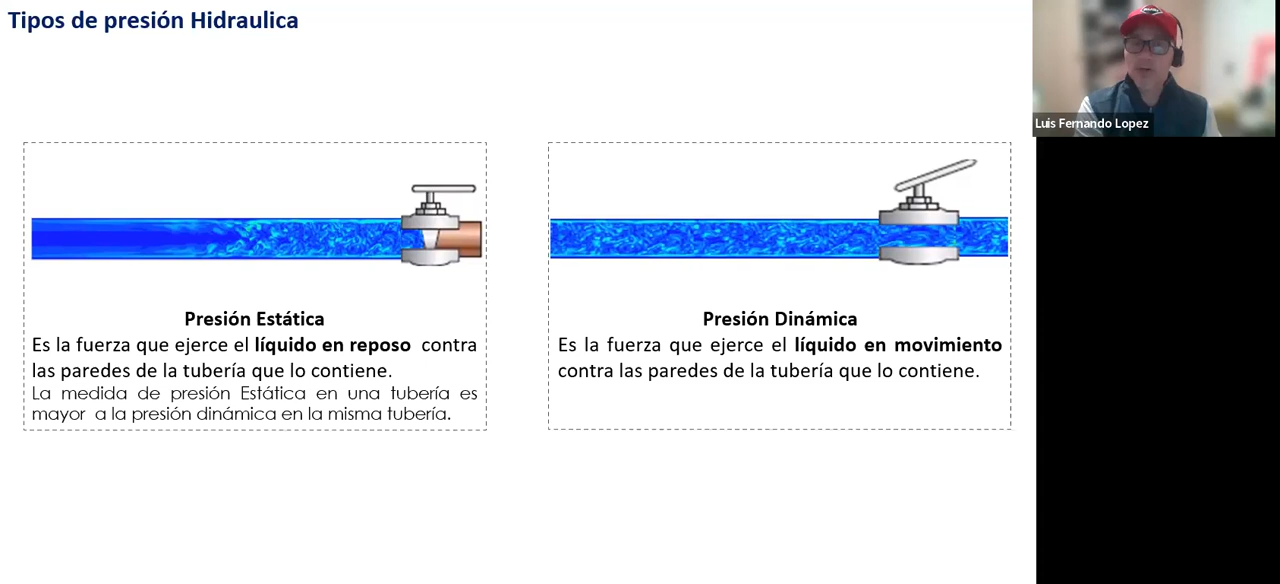 Tipos de presión Hidraulica
Luis Fernando Lopez
Presión Estática
Es la fuerza que ejerce el líquido en reposo contra
las paredes de la tubería que lo contiene.
La medida de presión Estática en una tubería es
mayor a la presión dinámica en la misma tubería.
Presión Dinámica
Es la fuerza que ejerce el líquido en movimiento
contra las paredes de la tubería que lo contiene.